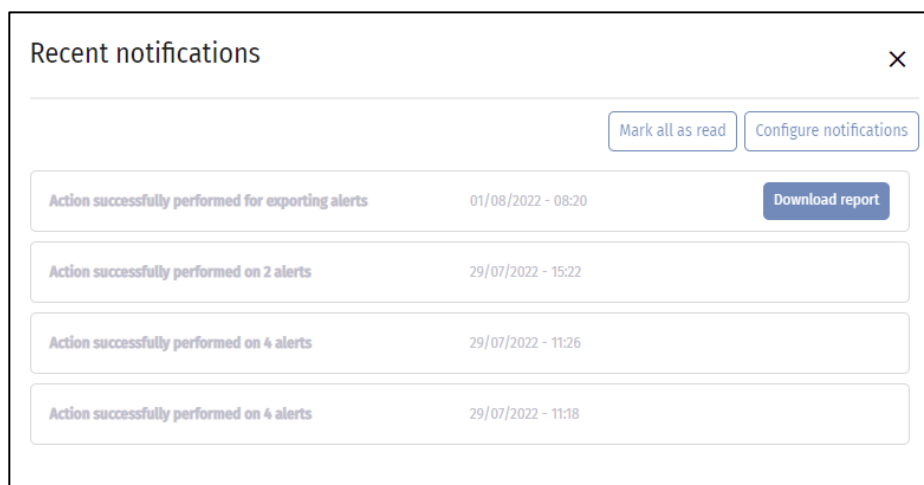 Recent notifications
Mark all as read Configure notifications
Action successfully performed for exporting alerts 01/08/2022 - 08:20 Download report
Action successfully performed on 2 alerts 29/07/2022 - 15:22
Action successfully performed on 4 alerts 29/07/2022 - 11:26
Action successfully performed on 4 alerts 29/07/2022 - 11:18